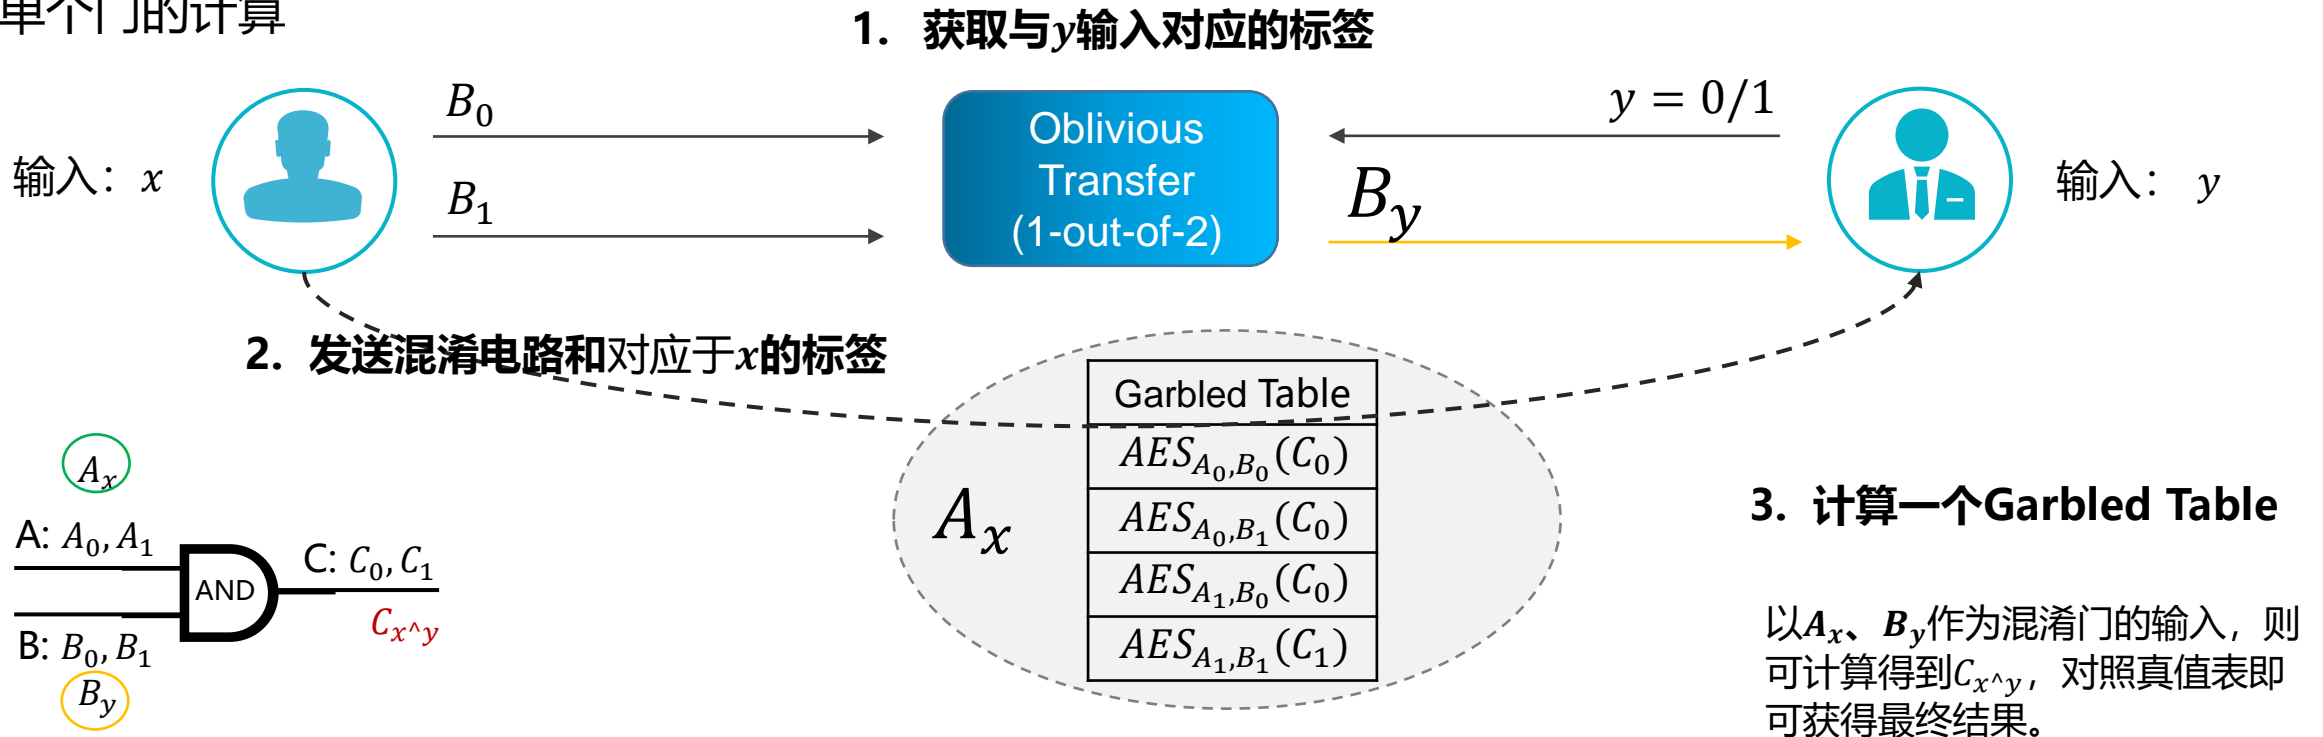 单个门的计算
1. 获取与y输入对应的标签
B₀
y = 0/1
输入：x
B₁
Oblivious
Transfer
(1-out-of-2)
B_y
输入： y
2. 发送混淆电路和对应于x的标签
A_x
A: A₀, A₁
AND
C: C₀, C₁
C_{x^y}
B: B₀, B₁
B_y
A_x
Garbled Table
AES_{A₀,B₀}(C₀)
AES_{A₀,B₁}(C₀)
AES_{A₁,B₀}(C₀)
AES_{A₁,B₁}(C₁)
3. 计算一个Garbled Table
以A_x、B_y作为混淆门的输入，则
可计算得到C_{x^y}，对照真值表即
可获得最终结果。